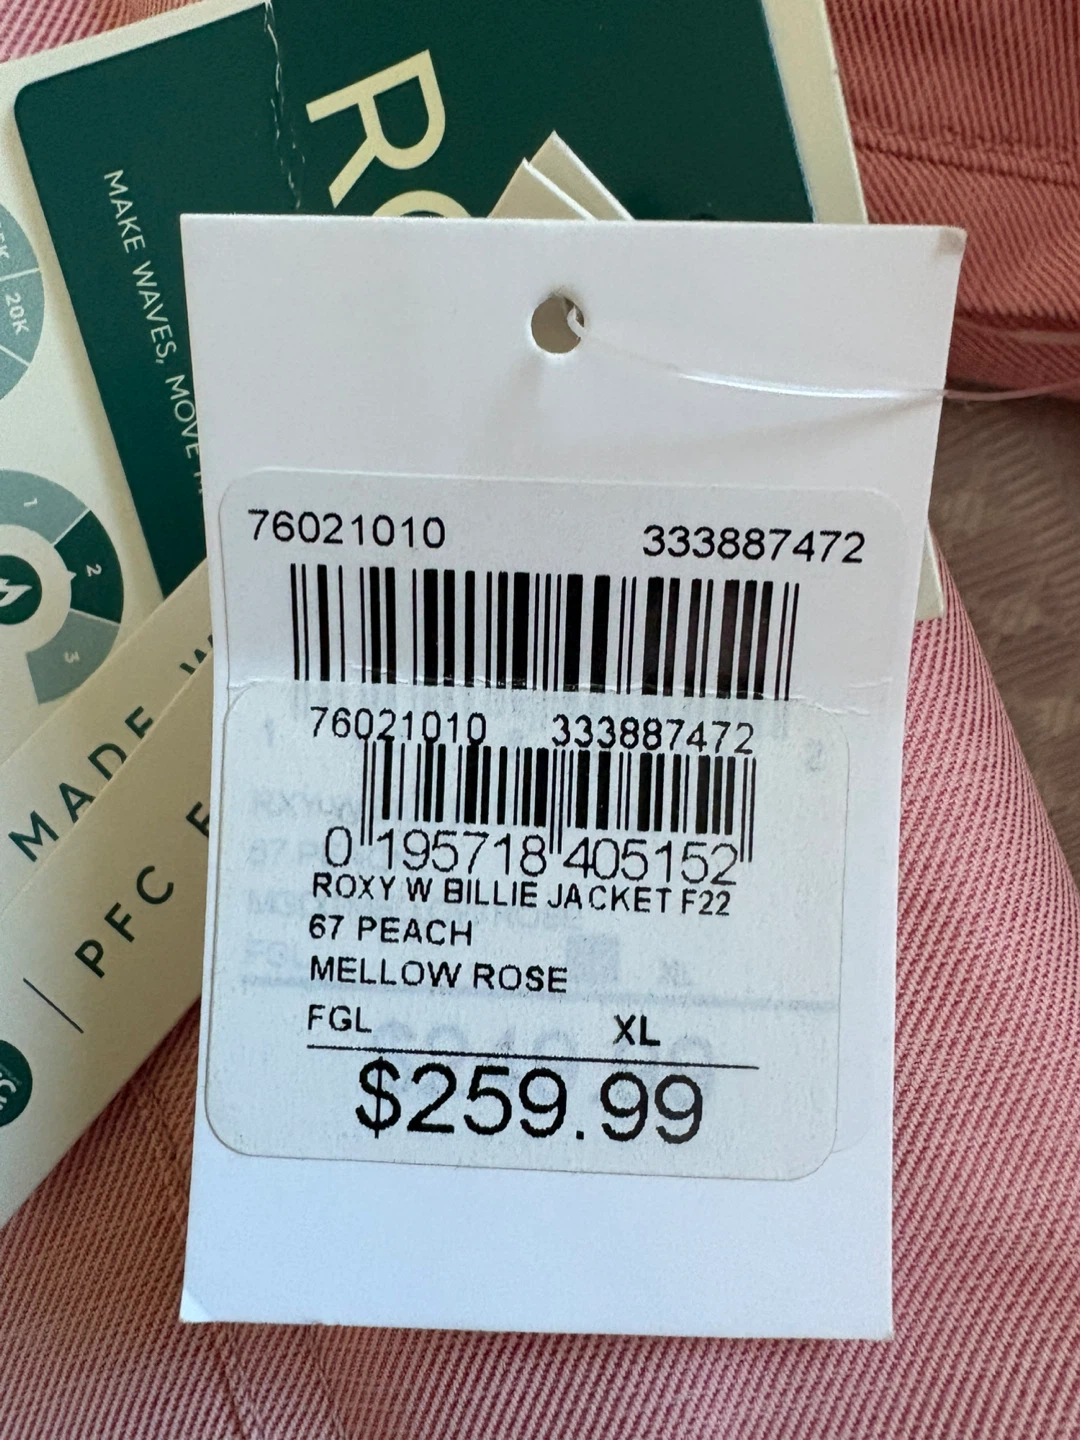 RO
MAKE WAVES, MOVE
20K
1
2
3
MADE W
PFC F
76021010 333887472
76021010 333887472
0 195718 405152
ROXY W BILLIE JACKET F22
67 PEACH
MELLOW ROSE
FGL XL
$259.99